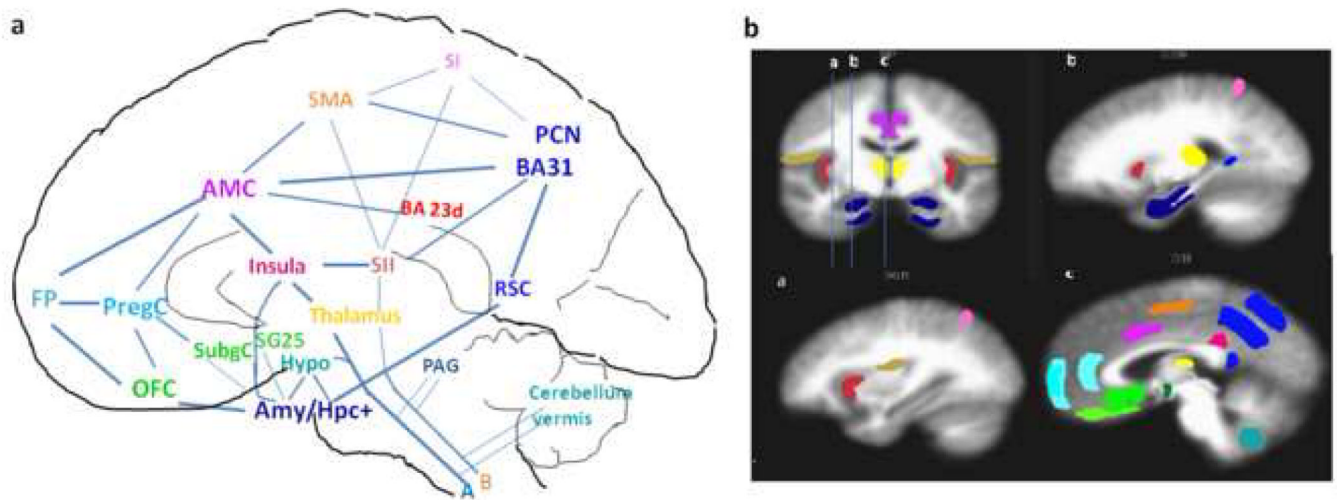 a
SI
SMA
PCN
BA31
AMC
BA 23d
Insula
SII
RSC
FP
PregC
Thalamus
SubgC
SG25
Hypo
PAG
OFC
Amy/Hpc+
Cerebellum
vermis
A
B
b
a b c
b
a
c